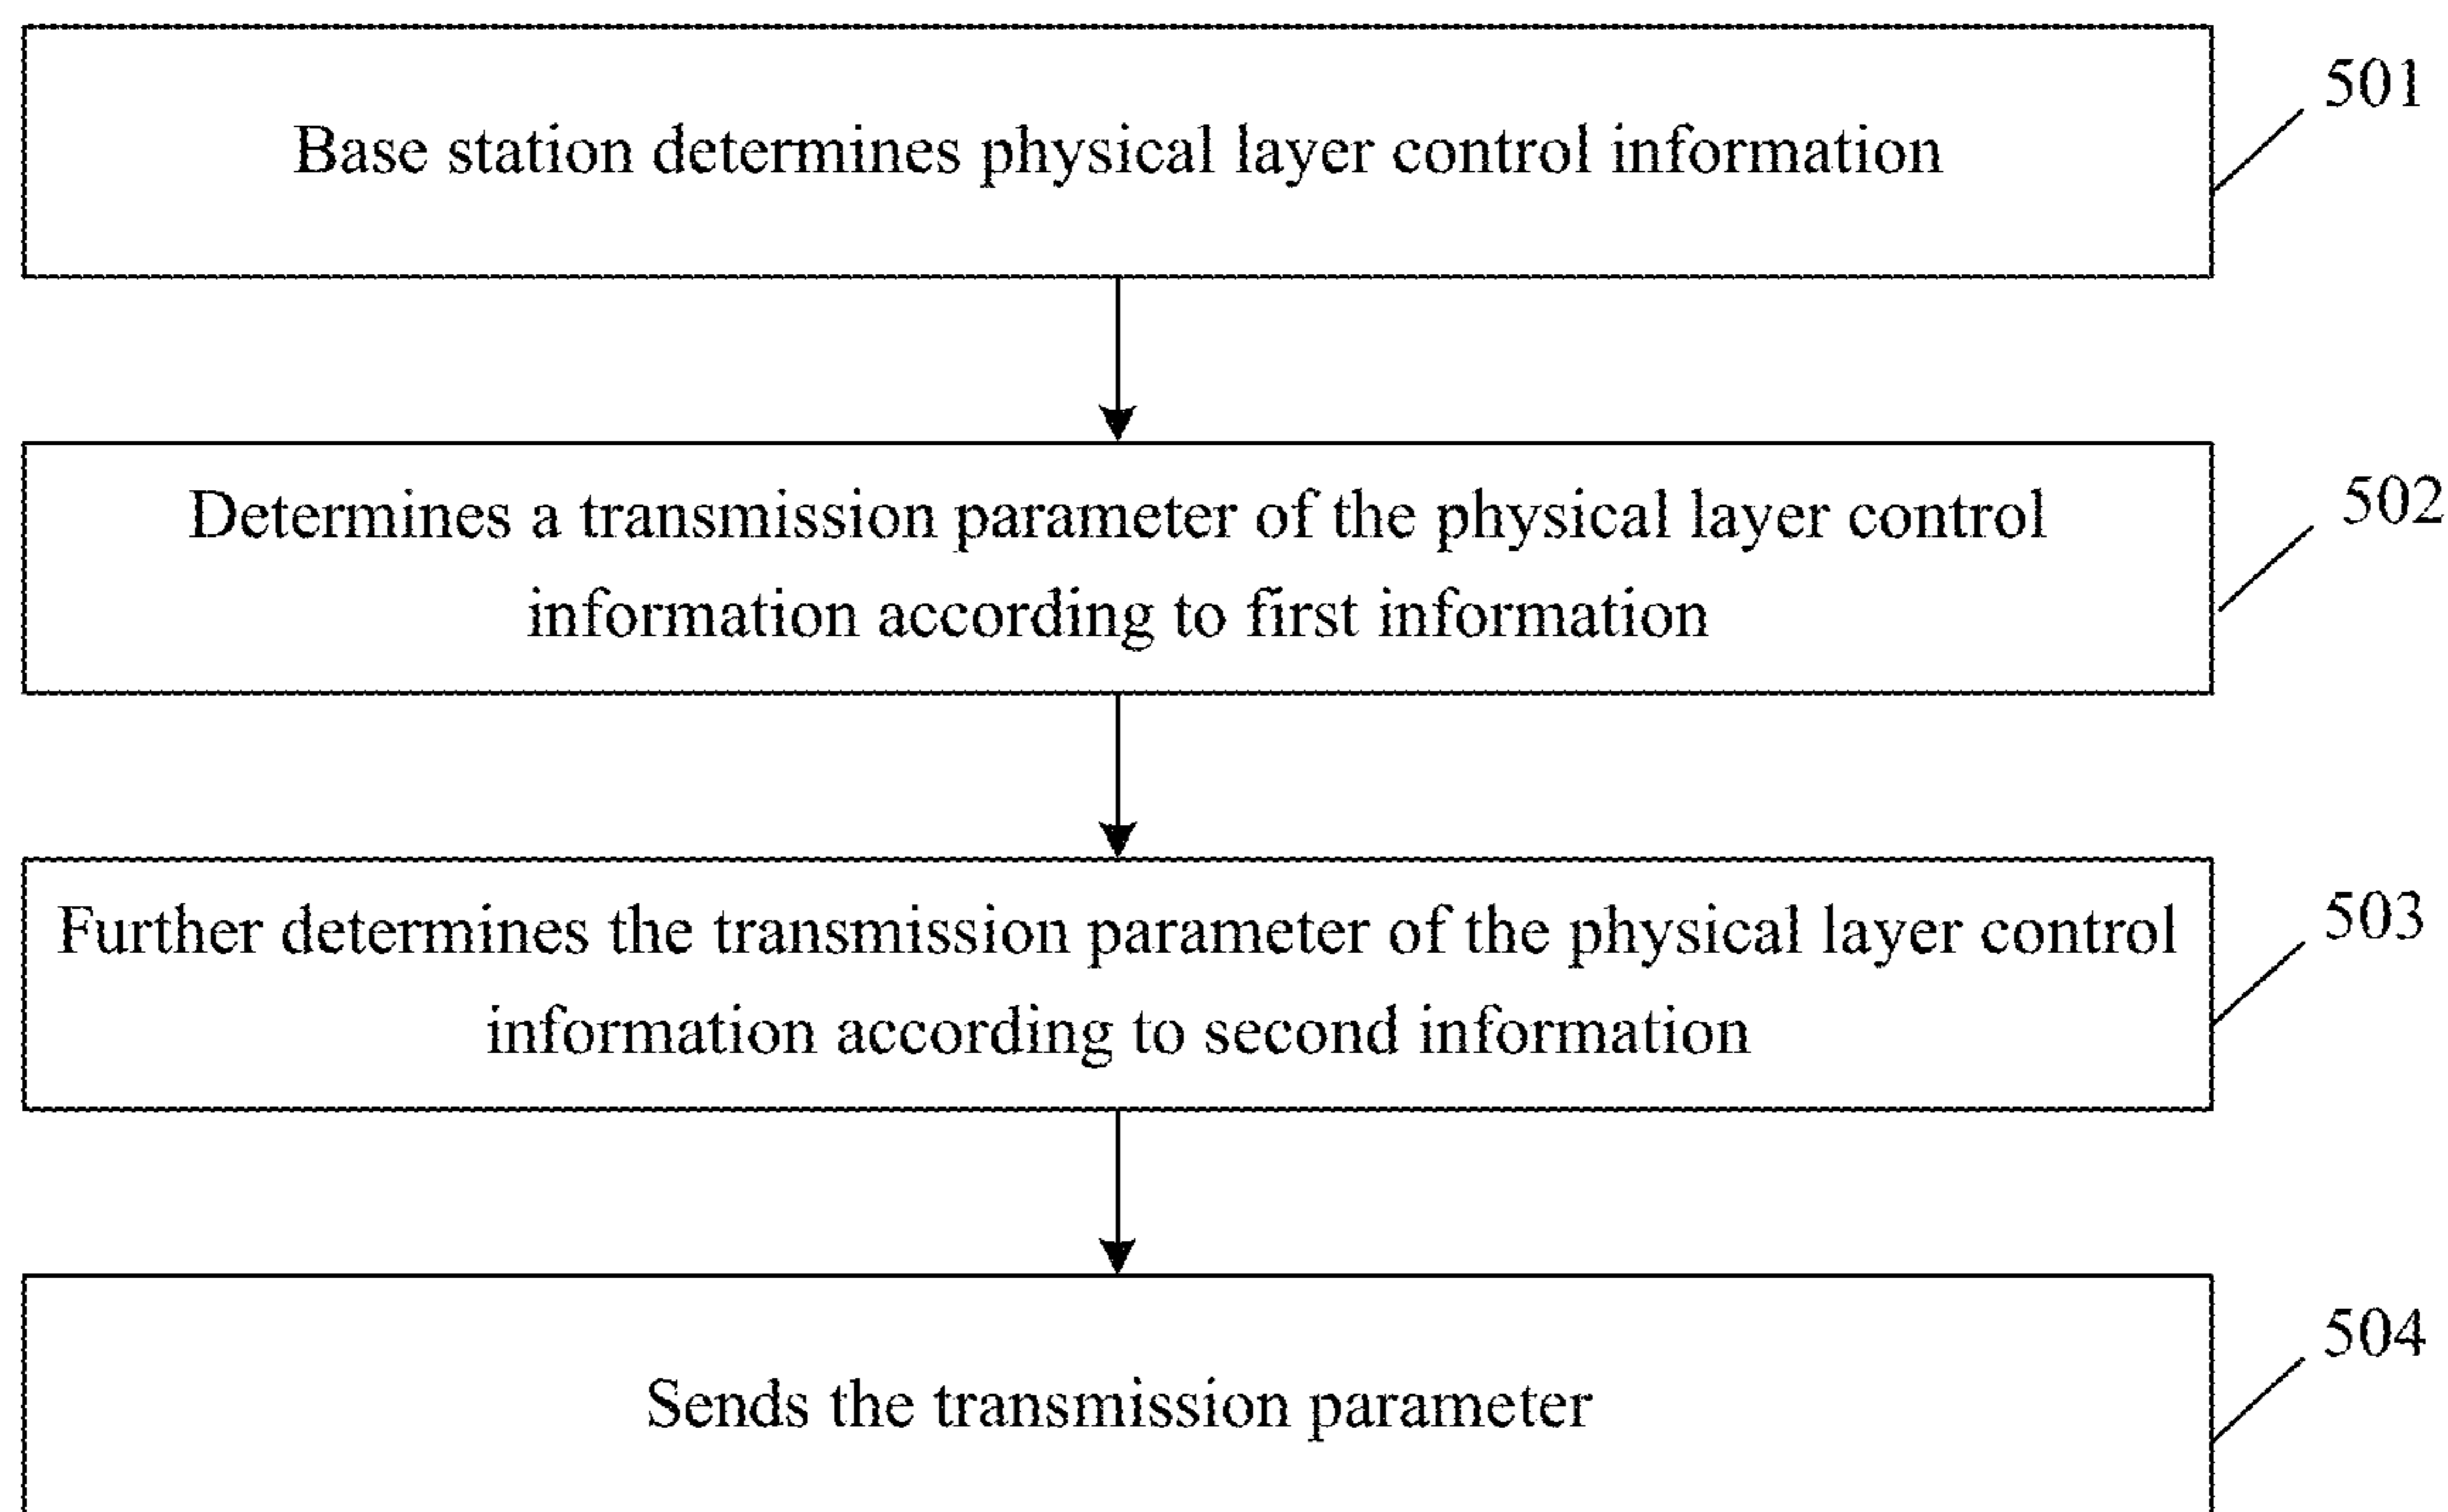 Base station determines physical layer control information
501
Determines a transmission parameter of the physical layer control
information according to first information
502
Further determines the transmission parameter of the physical layer control
information according to second information
503
Sends the transmission parameter
504